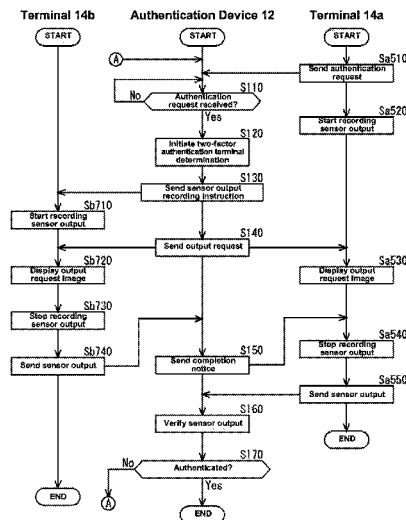 Terminal 14b
Authentication Device 12
Terminal 14a
START
START
START
A
Sa510
Send authentication
request
No
S110
Authentication
request received?
Yes
Sa520
Start recording
sensor output
S120
Initiate two-factor
authentication terminal
determination
S130
Send sensor output
recording instruction
Sb710
Start recording
sensor output
S140
Send output request
Sb720
Display output
request image
Sa530
Display output
request image
Sb730
Stop recording
sensor output
Sa540
Stop recording
sensor output
Sb740
Send sensor output
S150
Send completion
notice
Sa550
Send sensor output
S160
Verify sensor output
END
S170
No
Authenticated?
Yes
A
END
END